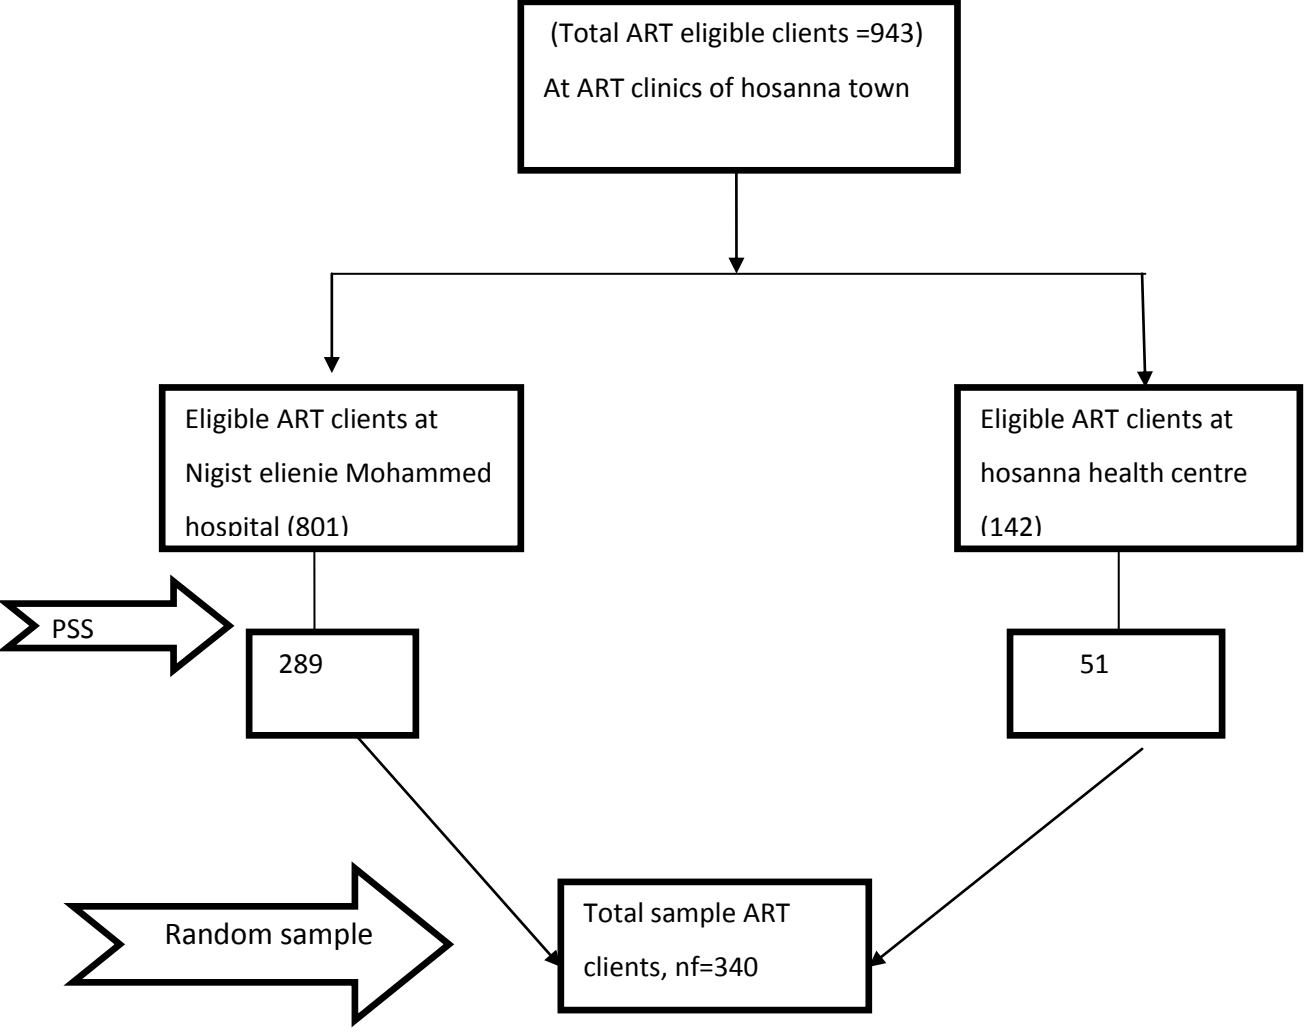 (Total ART eligible clients =943)
At ART clinics of hosanna town
Eligible ART clients at
Nigist elienie Mohammed
hospital (801)
Eligible ART clients at
hosanna health centre
(142)
PSS
289
51
Random sample
Total sample ART
clients, nf=340